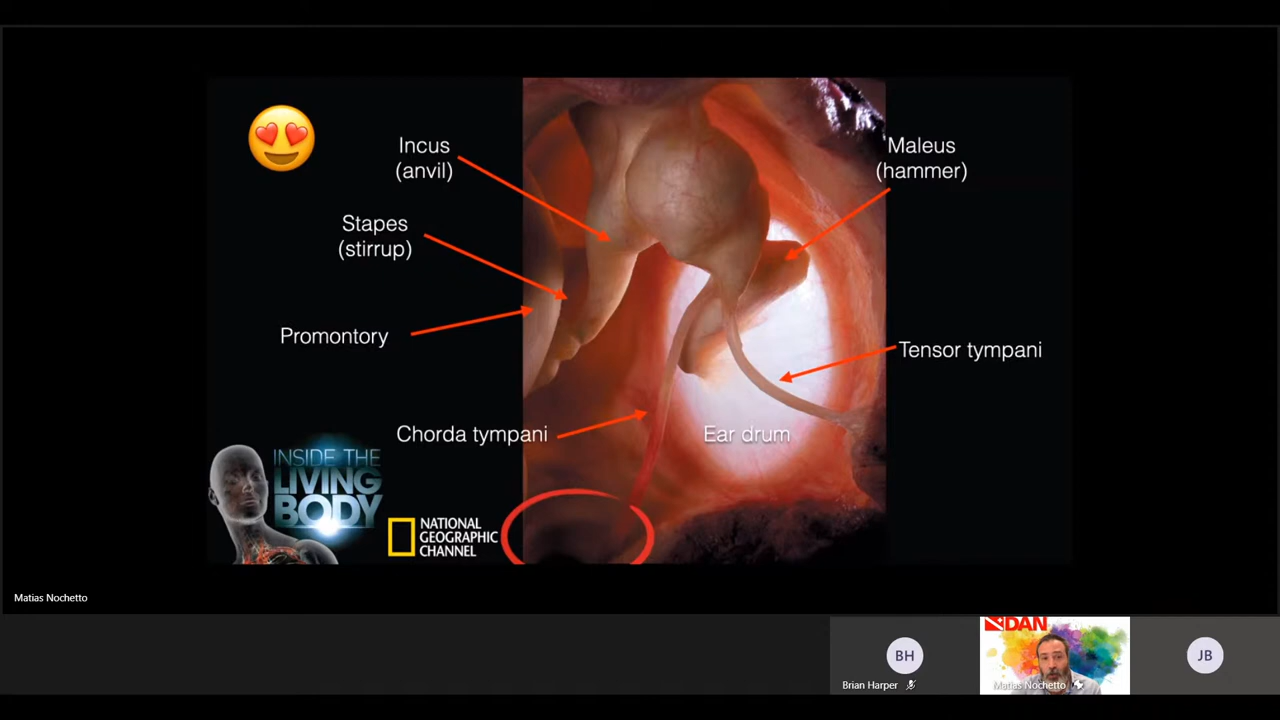 Incus
(anvil)
Maleus
(hammer)
Stapes
(stirrup)
Promontory
Tensor tympani
Chorda tympani
Ear drum
INSIDE THE
LIVING
BODY
NATIONAL
GEOGRAPHIC
CHANNEL
Matias Nochetto
DAN
BH
JB
Brian Harper
Matias Nochetto